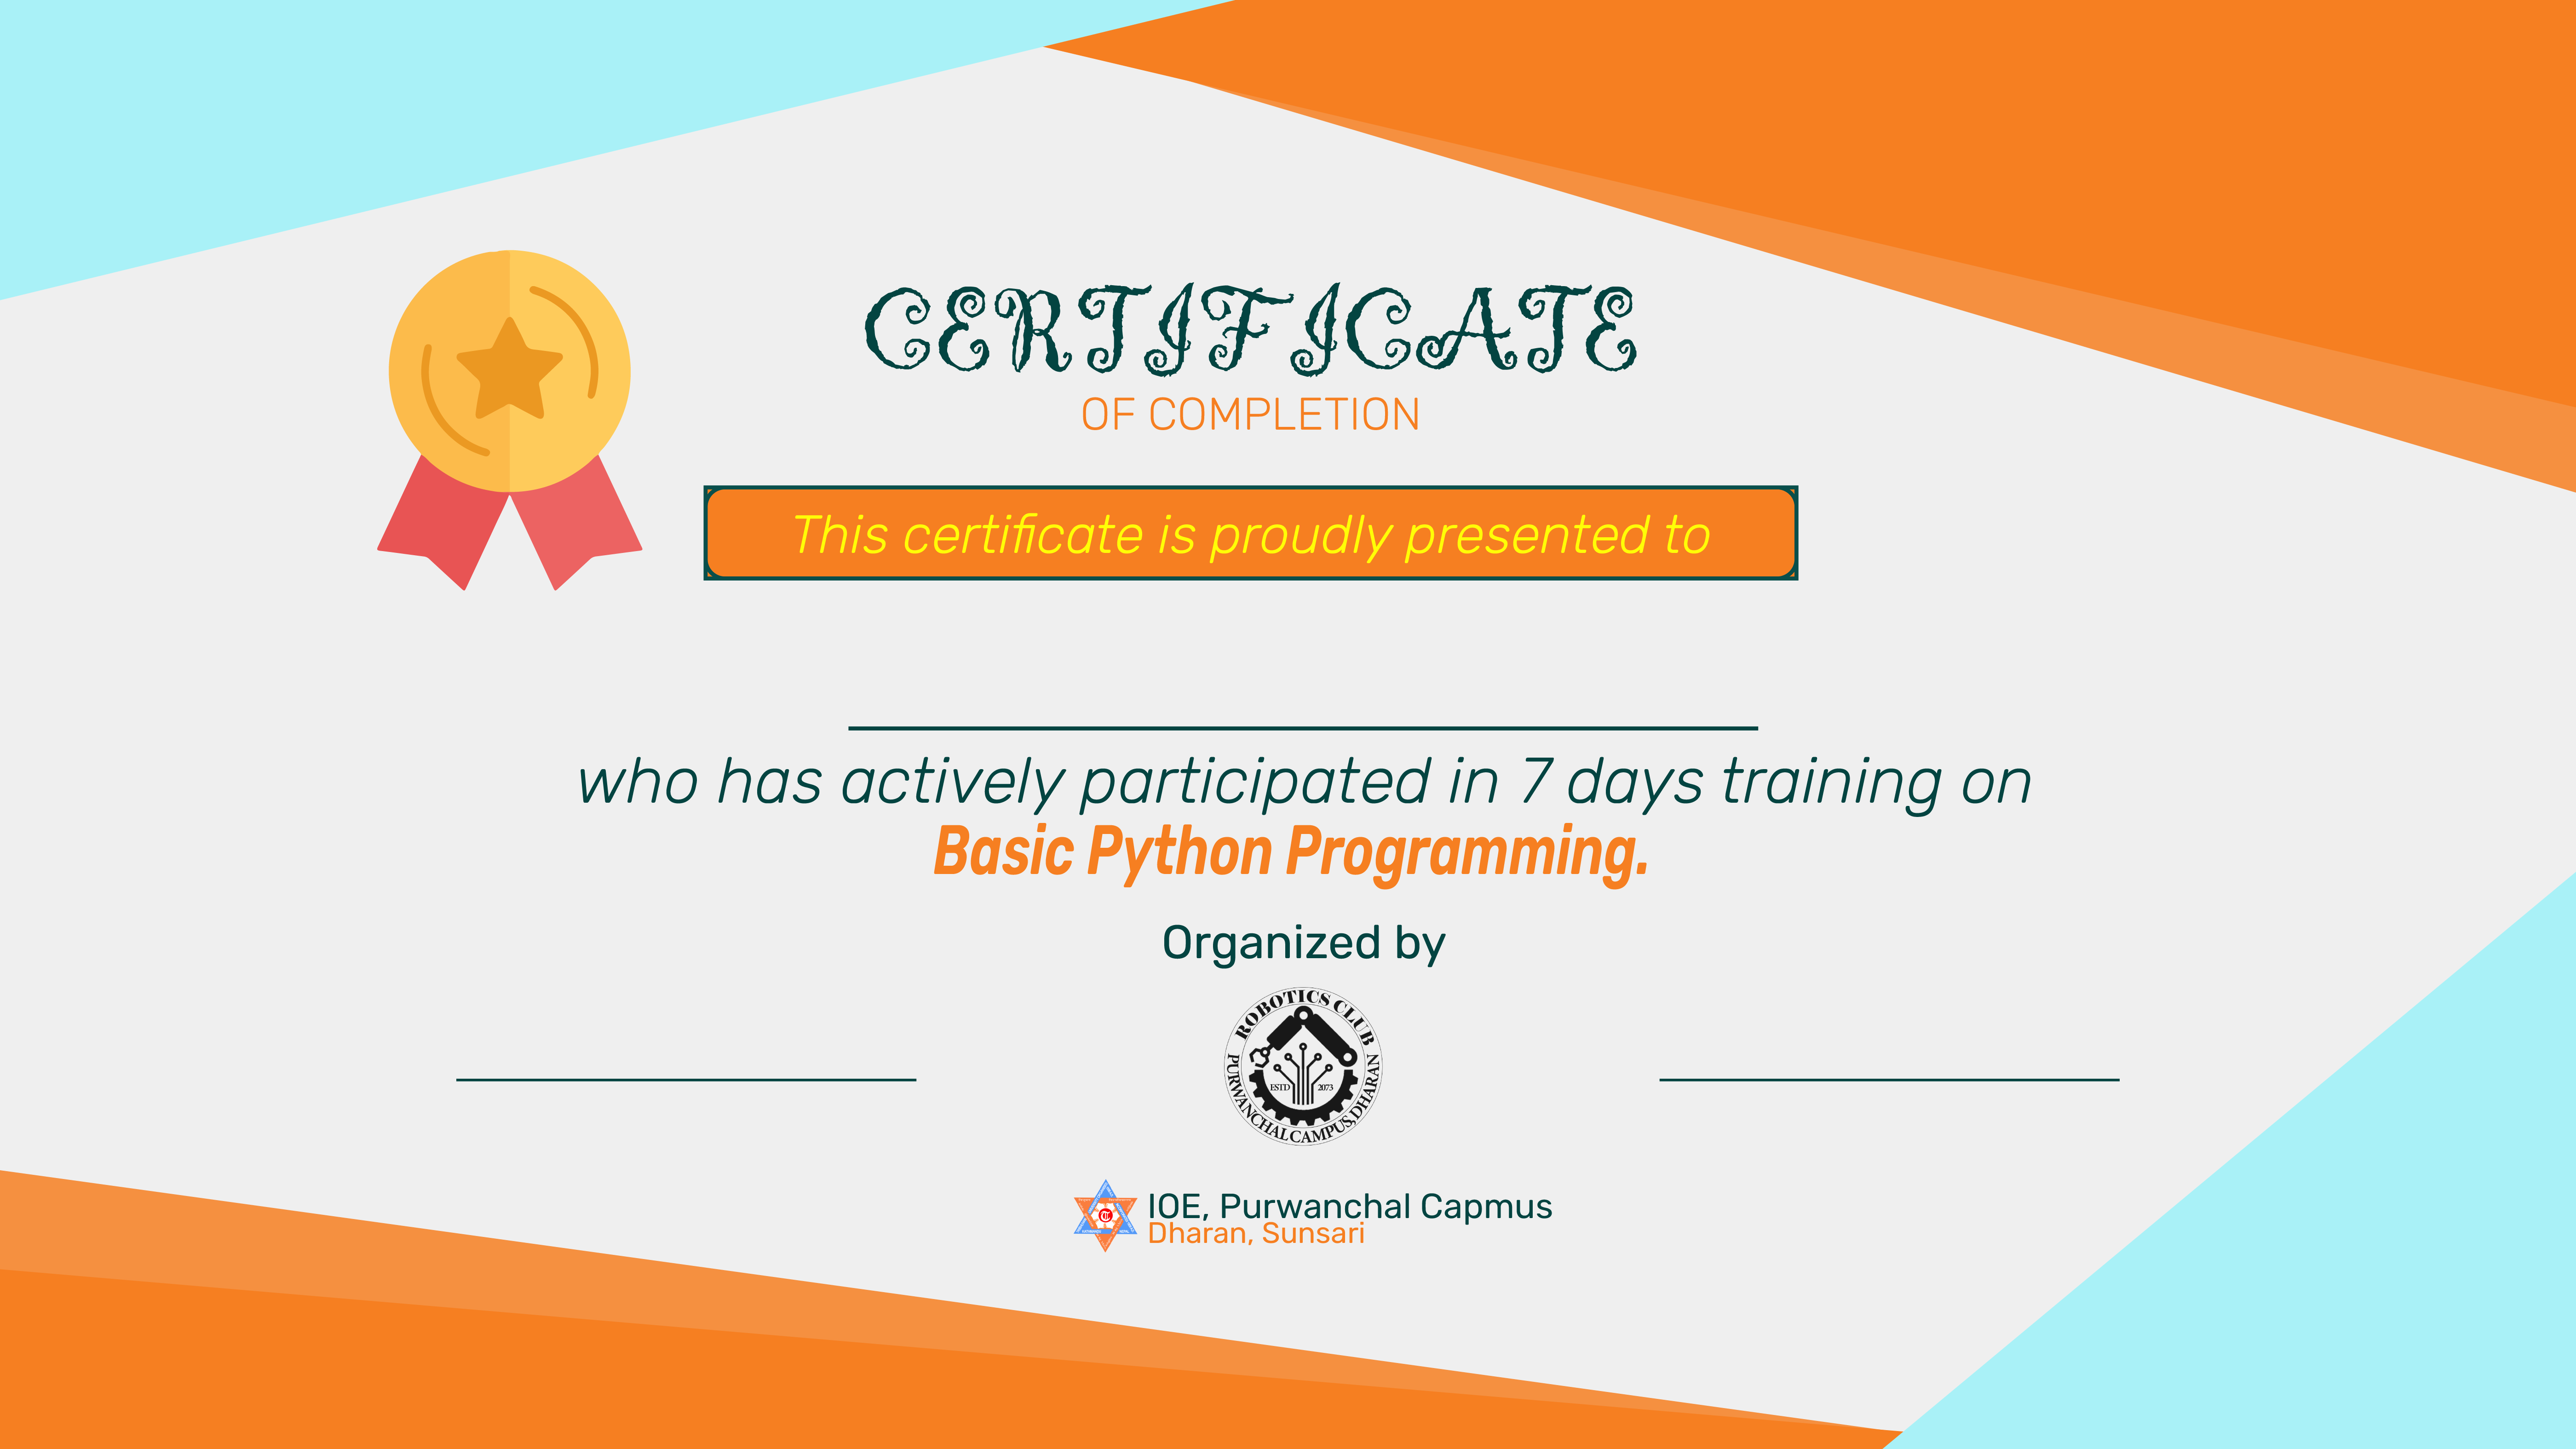 CERTIFICATE
OF COMPLETION
This certificate is proudly presented to
who has actively participated in 7 days training on
Basic Python Programming.
Organized by
ROBOTICS CLUB
ESTD 2073
PURWANCHAL CAMPUS, DHARAN
IOE, Purwanchal Capmus
Dharan, Sunsari